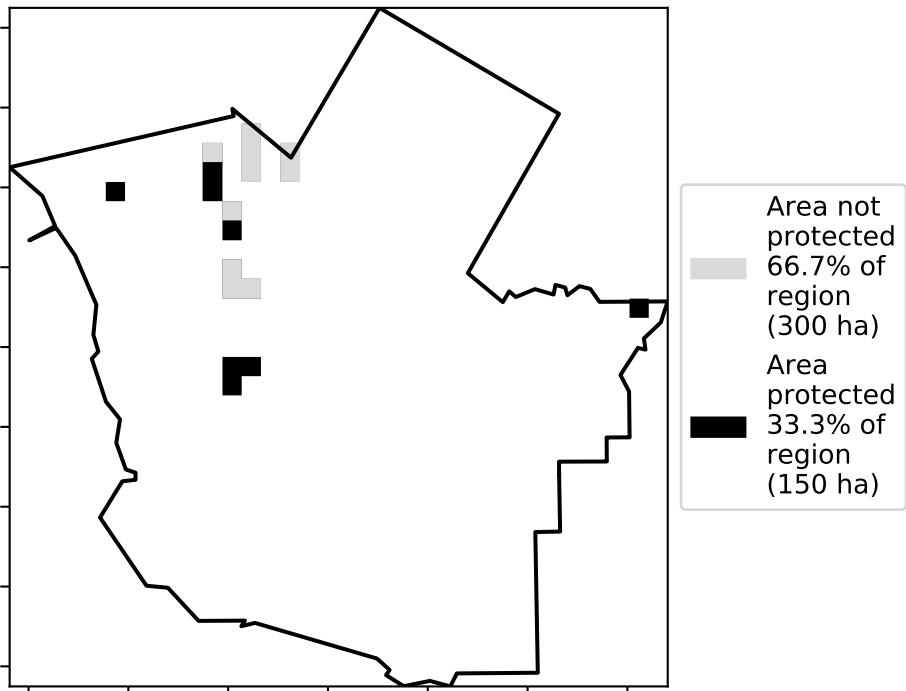 Area not
protected
66.7% of
region
(300 ha)
Area
protected
33.3% of
region
(150 ha)